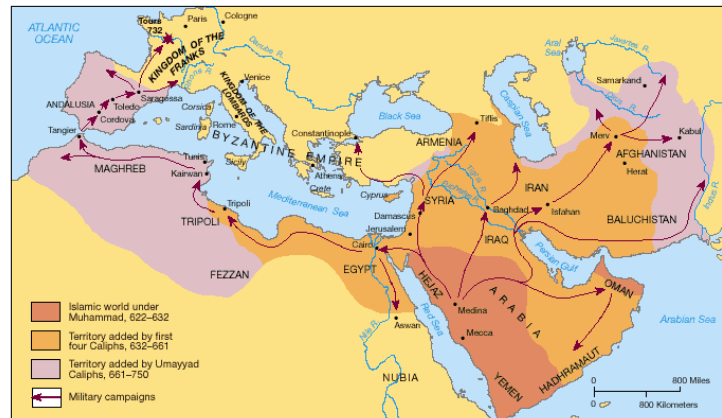 ATLANTIC
OCEAN
Tours
732
Paris
Cologne
KINGDOM OF THE
FRANKS
Danube R.
KINGDOM OF THE
LOMBARDS
Venice
ANDALUSIA
Saragessa
Toledo
Cordova
Tangier
Corsica
Sardinia
Rome
Sicily
BYZANTINE EMPIRE
Constantinople
Athens
Crete
Cyprus
Black Sea
Mediterranean Sea
MAGHREB
Tunis
Kairwan
Tripoli
TRIPOLI
FEZZAN
Cairo
EGYPT
Aswan
Nile R.
NUBIA
Red Sea
ARMENIA
Tiflis
Caspian Sea
Aral
Sea
Jaxartes R.
Oxus R.
Samarkand
Merv
Kabul
AFGHANISTAN
Herat
Indus R.
SYRIA
Tigris R.
Euphrates R.
Damascus
Jerusalem
Baghdad
IRAQ
IRAN
Isfahan
BALUCHISTAN
Persian Gulf
HEJAZ
ARABIA
Medina
Mecca
YEMEN
HADHRAMAUT
OMAN
Arabian Sea
Islamic world under
Muhammad, 622–632
Territory added by first
four Caliphs, 632–661
Territory added by Umayyad
Caliphs, 661–750
Military campaigns
0 800 Miles
0 800 Kilometers